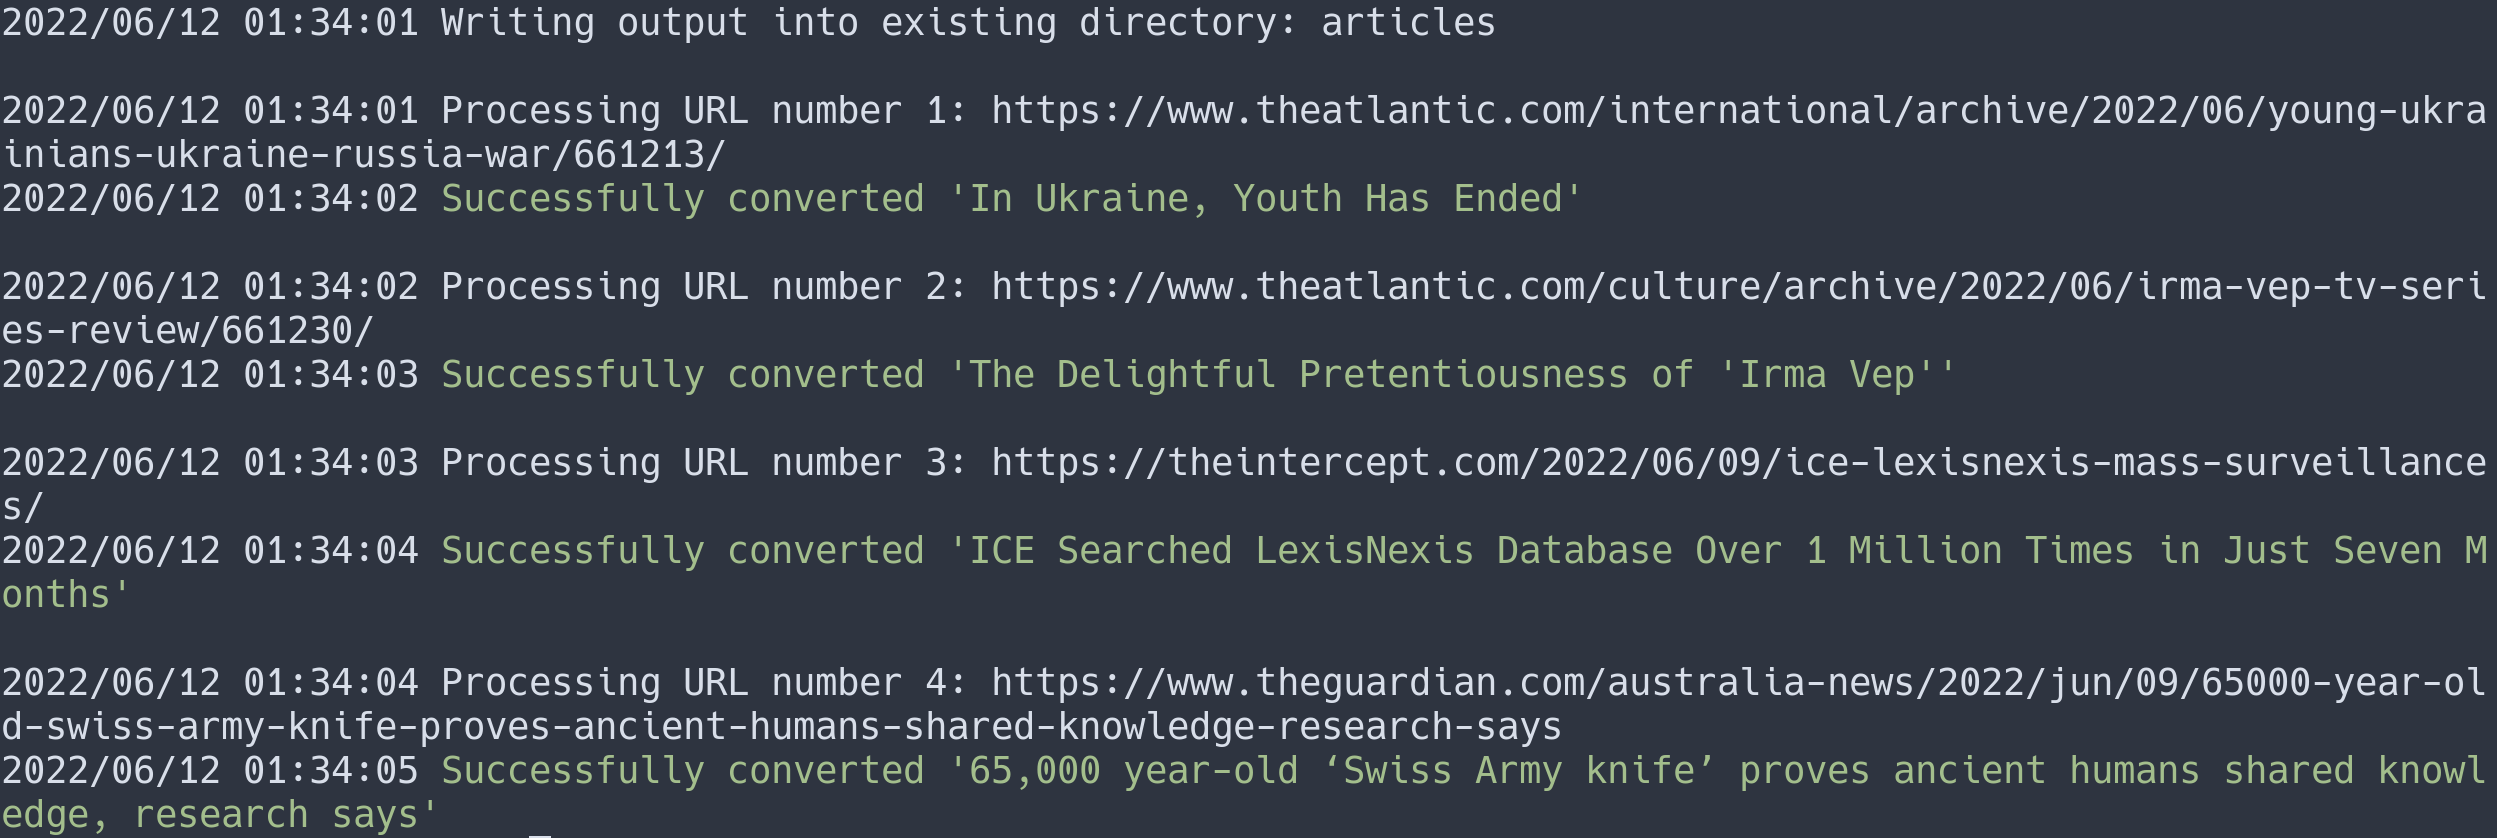 2022/06/12 01:34:01 Writing output into existing directory: articles
2022/06/12 01:34:01 Processing URL number 1: https://www.theatlantic.com/international/archive/2022/06/young-ukra
inians-ukraine-russia-war/661213/
2022/06/12 01:34:02 Successfully converted 'In Ukraine, Youth Has Ended'
2022/06/12 01:34:02 Processing URL number 2: https://www.theatlantic.com/culture/archive/2022/06/irma-vep-tv-seri
es-review/661230/
2022/06/12 01:34:03 Successfully converted 'The Delightful Pretentiousness of 'Irma Vep''
2022/06/12 01:34:03 Processing URL number 3: https://theintercept.com/2022/06/09/ice-lexisnexis-mass-surveillance
s/
2022/06/12 01:34:04 Successfully converted 'ICE Searched LexisNexis Database Over 1 Million Times in Just Seven M
onths'
2022/06/12 01:34:04 Processing URL number 4: https://www.theguardian.com/australia-news/2022/jun/09/65000-year-ol
d-swiss-army-knife-proves-ancient-humans-shared-knowledge-research-says
2022/06/12 01:34:05 Successfully converted '65,000 year-old ‘Swiss Army knife’ proves ancient humans shared knowl
edge, research says'